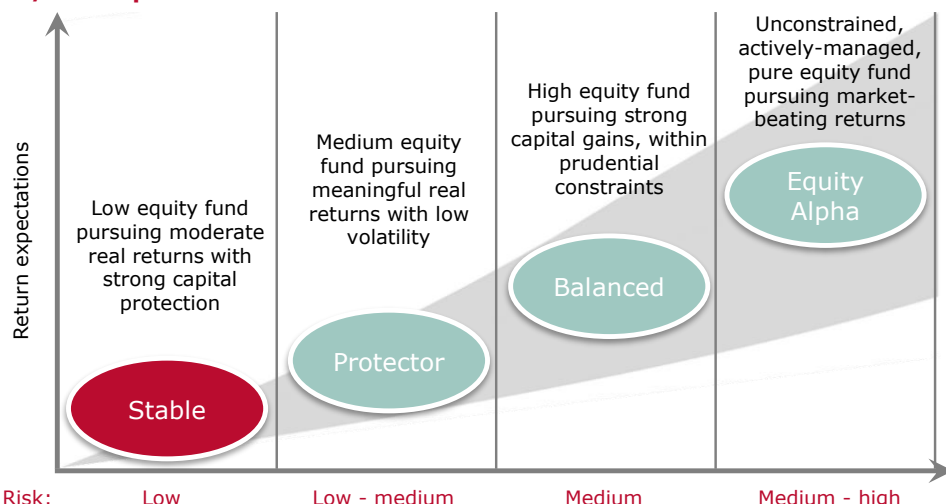 Unconstrained,
actively-managed,
pure equity fund
pursuing market-
beating returns
High equity fund
pursuing strong
capital gains, within
prudential
constraints
Medium equity
fund pursuing
meaningful real
returns with low
volatility
Low equity fund
pursuing moderate
real returns with
strong capital
protection
Return expectations
Equity
Alpha
Balanced
Protector
Stable
Risk: Low Low - medium Medium Medium - high